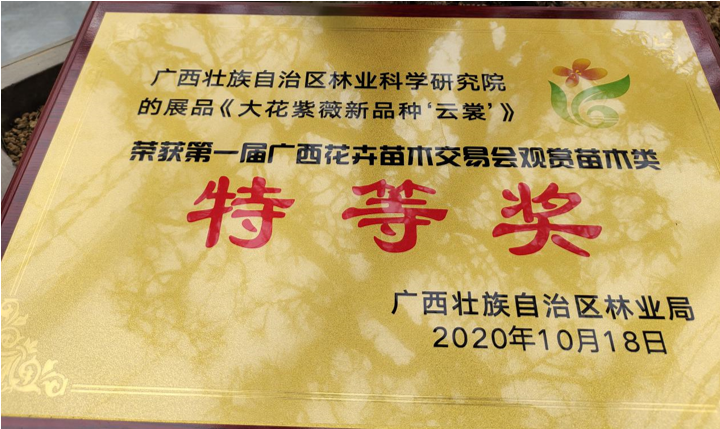 广西壮族自治区林业科学研究院
的展品《大花紫薇新品种‘云裳’》
荣获第一届广西花卉苗木交易会观赏苗木类
特等奖
广西壮族自治区林业局
2020年10月18日